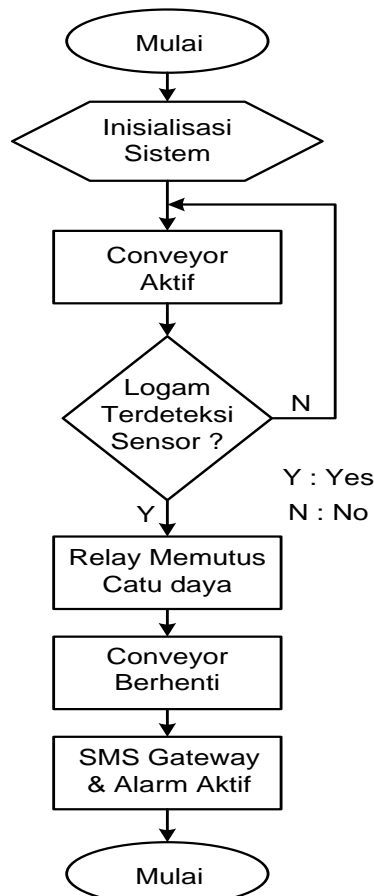 Mulai
Inisialisasi
Sistem
Conveyor
Aktif
Logam
Terdeteksi
Sensor ?
N
Y : Yes
N : No
Y
Relay Memutus
Catu daya
Conveyor
Berhenti
SMS Gateway
& Alarm Aktif
Mulai